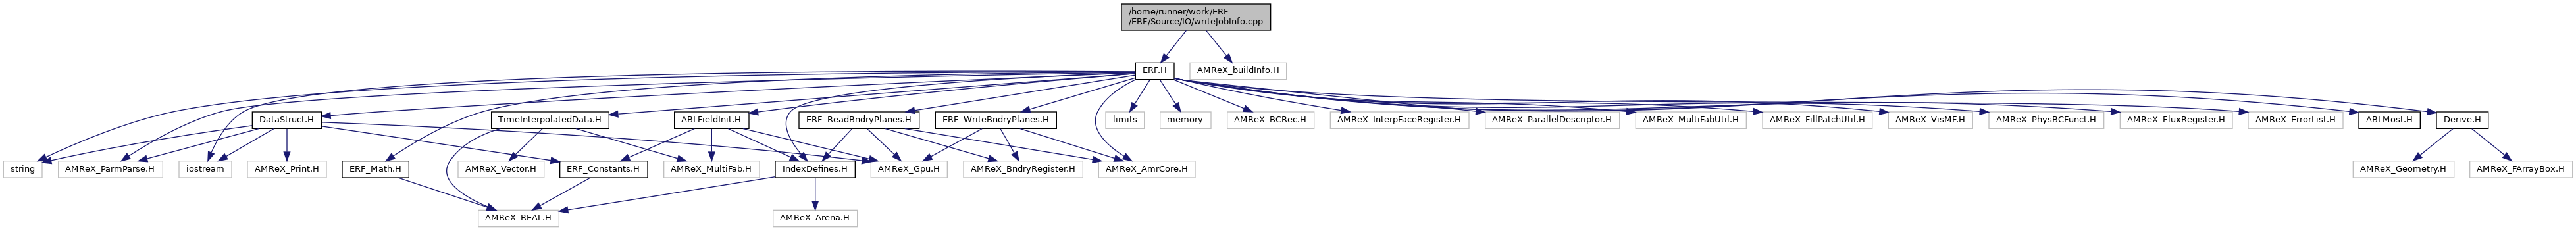 /home/runner/work/ERF
/ERF/Source/IO/writeJobInfo.cpp
ERF.H
AMReX_buildInfo.H
DataStruct.H
TimeInterpolatedData.H
ABLFieldInit.H
ERF_ReadBndryPlanes.H
ERF_WriteBndryPlanes.H
limits
memory
AMReX_BCRec.H
AMReX_InterpFaceRegister.H
AMReX_ParallelDescriptor.H
AMReX_MultiFabUtil.H
AMReX_FillPatchUtil.H
AMReX_VisMF.H
AMReX_PhysBCFunct.H
AMReX_FluxRegister.H
AMReX_ErrorList.H
ABLMost.H
Derive.H
string
AMReX_ParmParse.H
iostream
AMReX_Print.H
ERF_Math.H
AMReX_Vector.H
ERF_Constants.H
AMReX_MultiFab.H
IndexDefines.H
AMReX_Gpu.H
AMReX_BndryRegister.H
AMReX_AmrCore.H
AMReX_Geometry.H
AMReX_FArrayBox.H
AMReX_REAL.H
AMReX_Arena.H